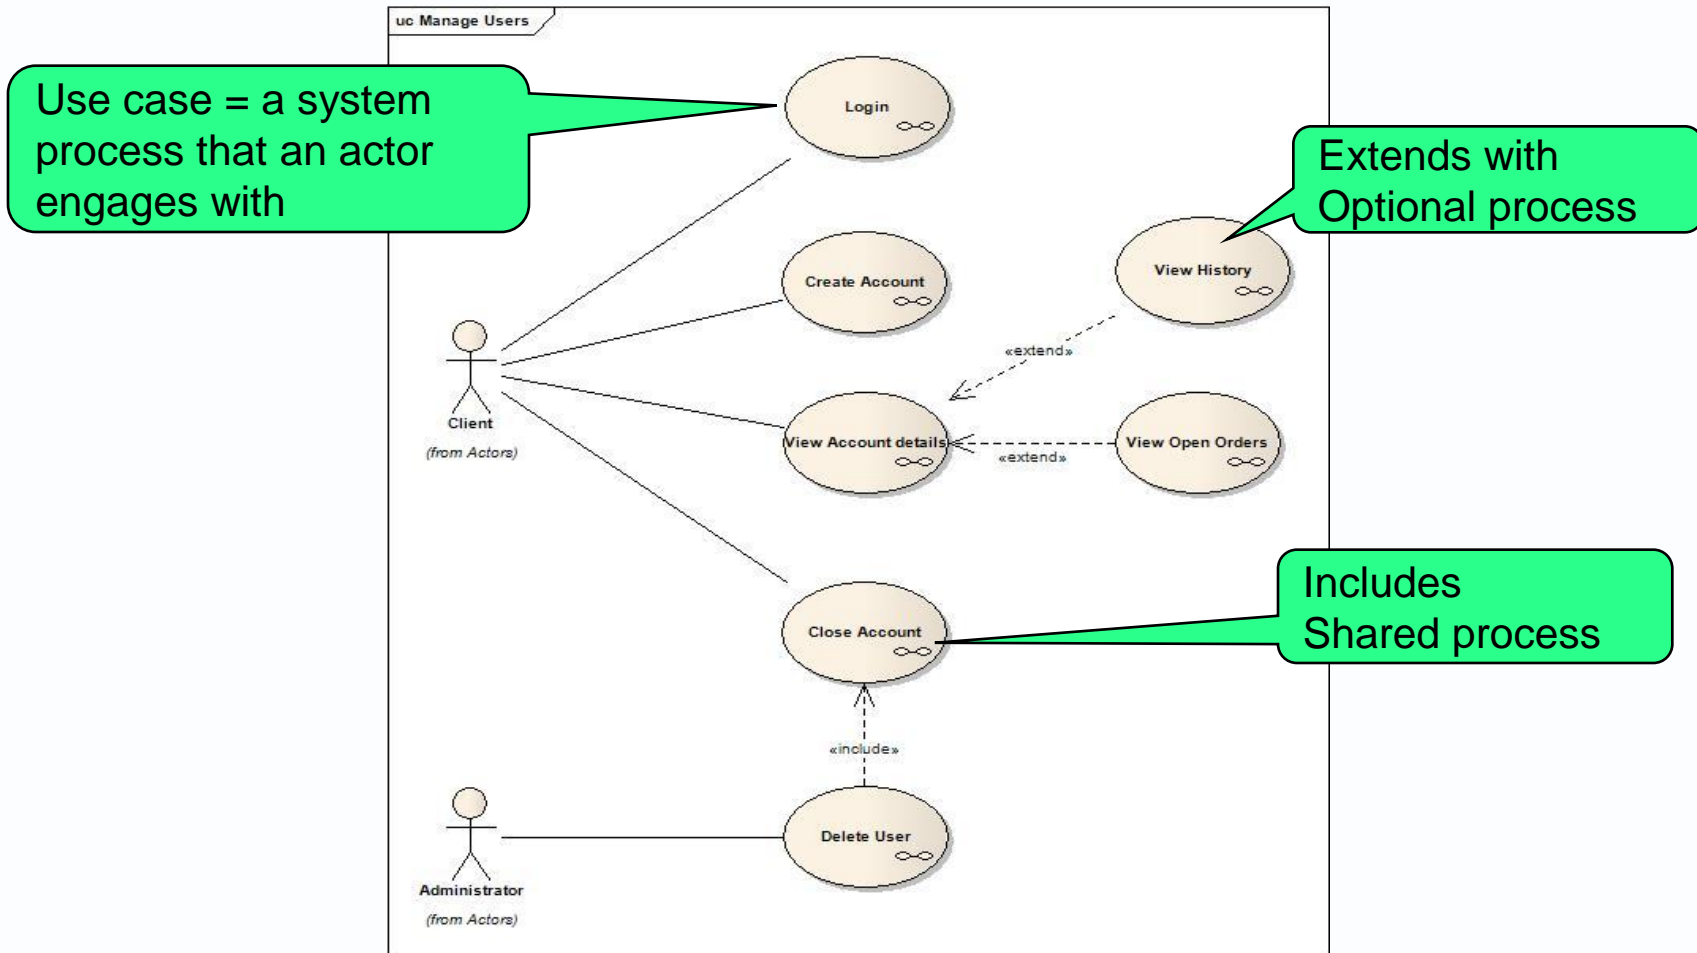 uc Manage Users
Use case = a system
process that an actor
engages with
Login
Extends with
Optional process
Create Account
View History
«extend»
Client
(from Actors)
View Account details
«extend»
View Open Orders
Includes
Shared process
Close Account
«include»
Delete User
Administrator
(from Actors)